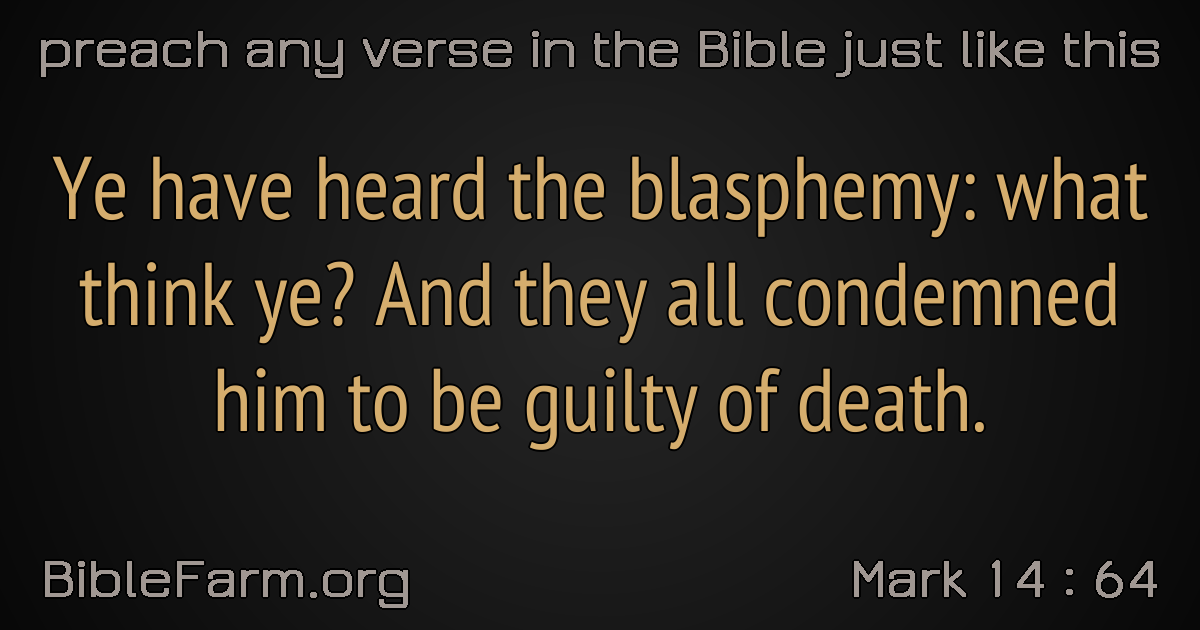 preach any verse in the Bible just like this
Ye have heard the blasphemy: what
think ye? And they all condemned
him to be guilty of death.
BibleFarm.org
Mark 14 : 64